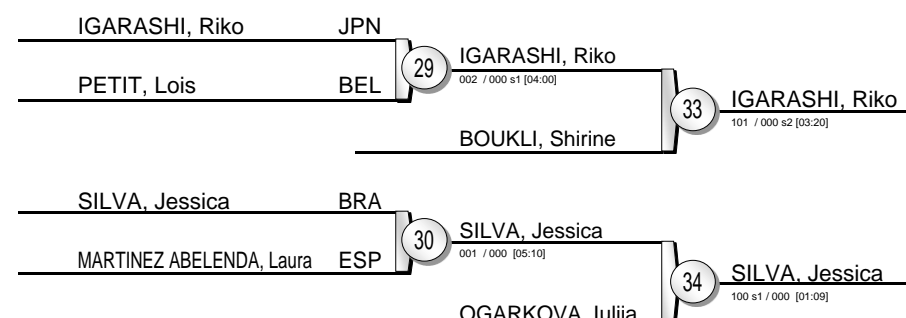 IGARASHI, Riko JPN
PETIT, Lois BEL
29
IGARASHI, Riko
002 / 000 s1 [04:00]
BOUKLI, Shirine
33
IGARASHI, Riko
101 / 000 s2 [03:20]
SILVA, Jessica BRA
MARTINEZ ABELENDA, Laura ESP
30
SILVA, Jessica
001 / 000 [05:10]
OGARKOVA, Juliia
34
SILVA, Jessica
100 s1 / 000 [01:09]